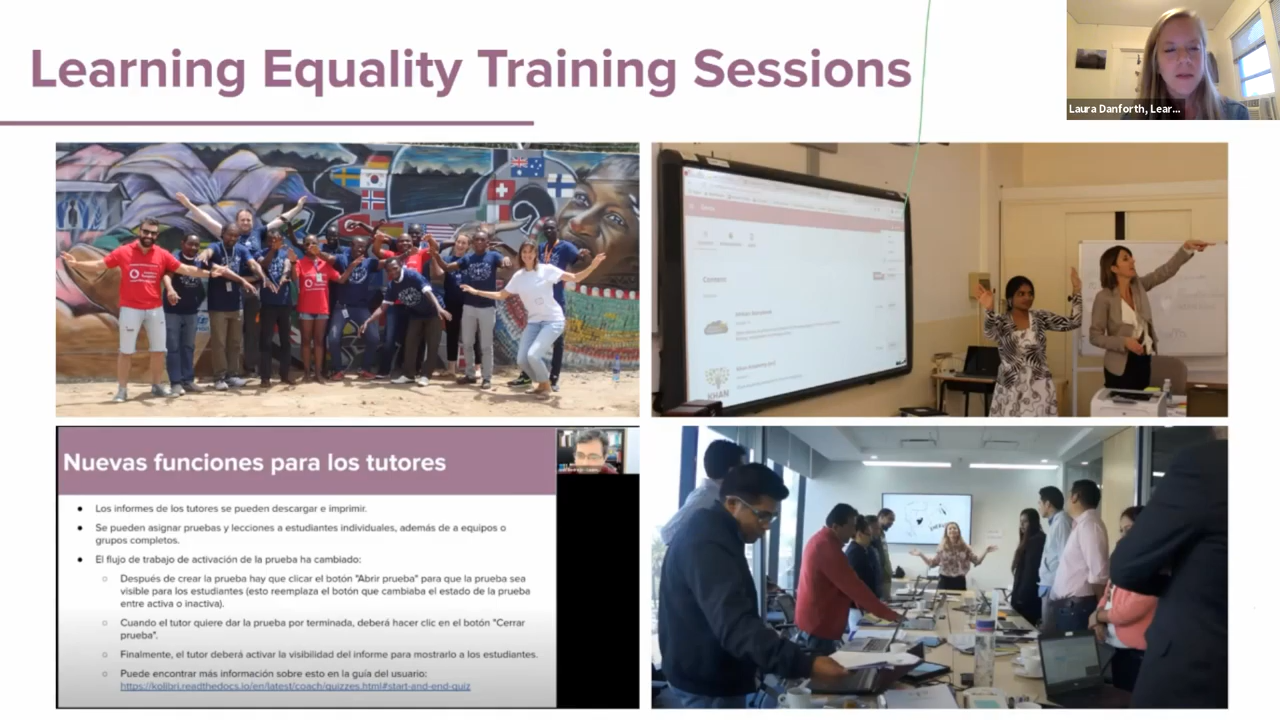 Learning Equality Training Sessions
Laura Danforth, Lear...
KHAN
Nuevas funciones para los tutores
Los informes de los tutores se pueden descargar e imprimir.
Se pueden asignar pruebas y lecciones a estudiantes individuales, además de a equipos o
grupos completos.
El flujo de trabajo de activación de la prueba ha cambiado:
Después de crear la prueba hay que clicar el botón "Abrir prueba" para que la prueba sea
visible para los estudiantes (esto reemplaza el botón que cambiaba el estado de la prueba
entre activa o inactiva).
Cuando el tutor quiere dar la prueba por terminada, deberá hacer clic en el botón "Cerrar
prueba".
Finalmente, el tutor deberá activar la visibilidad del informe para mostrarlo a los estudiantes.
Puede encontrar más información sobre esto en la guía del usuario:
https://kolibri.readthedocs.io/en/latest/coach/quizzes.html#start-and-end-quiz